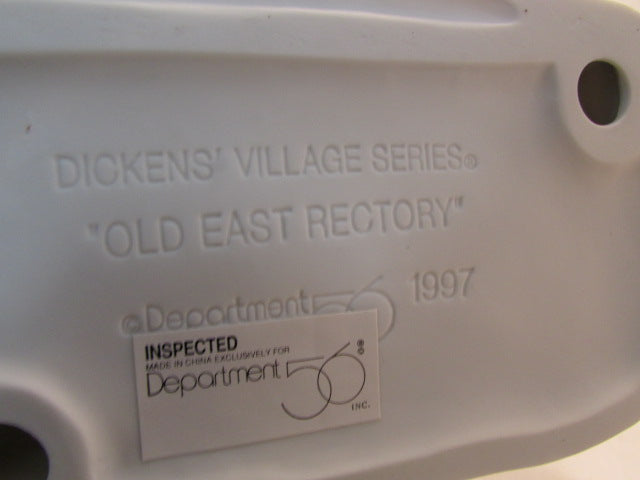 DICKENS' VILLAGE SERIES®
"OLD EAST RECTORY"
©Department 56 1997
INSPECTED
MADE IN CHINA EXCLUSIVELY FOR
Department 56 ®
INC.